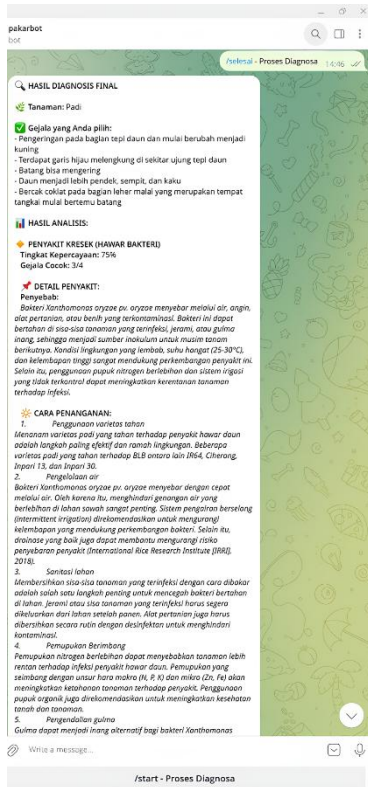 pakarbot
bot
/selesai - Proses Diagnosa
14:46
HASIL DIAGNOSIS FINAL
Tanaman: Padi
Gejala yang Anda pilih:
- Pengeringan pada bagian tepi daun dan mulai berubah menjadi
kuning
- Terdapat garis hijau melengkung di sekitar ujung tepi daun
- Batang bisa mengering
- Daun menjadi lebih pendek, sempit, dan kaku
- Bercak coklat pada bagian leher malai yang merupakan tempat
tangkai mulai bertemu batang
HASIL ANALISIS:
PENYAKIT KRESEK (HAWAR BAKTERI)
Tingkat Kepercayaan: 75%
Gejala Cocok: 3/4
DETAIL PENYAKIT:
Penyebab:
Bakteri Xanthomonas oryzae pv. oryzae menyebar melalui air, angin,
alat pertanian, atau benih yang terkontaminasi. Bakteri ini dapat
bertahan di sisa-sisa tanaman yang terinfeksi, jerami, atau gulma
inang, sehingga menjadi sumber inokulum untuk musim tanam
berikutnya. Kondisi lingkungan yang lembab, suhu hangat (25-30°C),
dan kelembapan tinggi sangat mendukung perkembangan penyakit ini.
Selain itu, penggunaan pupuk nitrogen berlebihan dan sistem irigasi
yang tidak terkontrol dapat meningkatkan kerentanan tanaman
terhadap infeksi.
CARA PENANGANAN:
1. Penggunaan varietas tahan
Menanam varietas padi yang tahan terhadap penyakit hawar daun
adalah langkah paling efektif dan ramah lingkungan. Beberapa
varietas padi yang tahan terhadap BLB antara lain IR64, Ciherang,
Inpari 13, dan Inpari 30.
2. Pengelolaan air
Bakteri Xanthomonas oryzae pv. oryzae menyebar dengan cepat
melalui air. Oleh karena itu, menghindari genangan air yang
berlebihan di lahan sawah sangat penting. Sistem pengairan berselang
(intermittent irrigation) direkomendasikan untuk mengurangi
kelembapan yang mendukung perkembangan bakteri. Selain itu,
drainase yang baik juga dapat membantu mengurangi risiko
penyebaran penyakit (International Rice Research Institute [IRRI],
2018).
3. Sanitasi lahan
Membersihkan sisa-sisa tanaman yang terinfeksi dengan cara dibakar
adalah salah satu langkah penting untuk mencegah bakteri bertahan
di lahan. Jerami atau sisa tanaman yang terinfeksi harus segera
dikeluarkan dari lahan setelah panen. Alat pertanian juga harus
dibersihkan secara rutin dengan desinfektan untuk menghindari
kontaminasi.
4. Pemupukan Berimbang
Pemupukan nitrogen berlebihan dapat menyebabkan tanaman lebih
rentan terhadap infeksi penyakit hawar daun. Pemupukan yang
seimbang dengan unsur hara makro (N, P, K) dan mikro (Zn, Fe) akan
meningkatkan ketahanan tanaman terhadap penyakit. Penggunaan
pupuk organik juga direkomendasikan untuk meningkatkan kesehatan
tanah dan tanaman.
5. Pengendalian gulma
Gulma dapat menjadi inang alternatif bagi bakteri Xanthomonas
Write a message...
/start - Proses Diagnosa